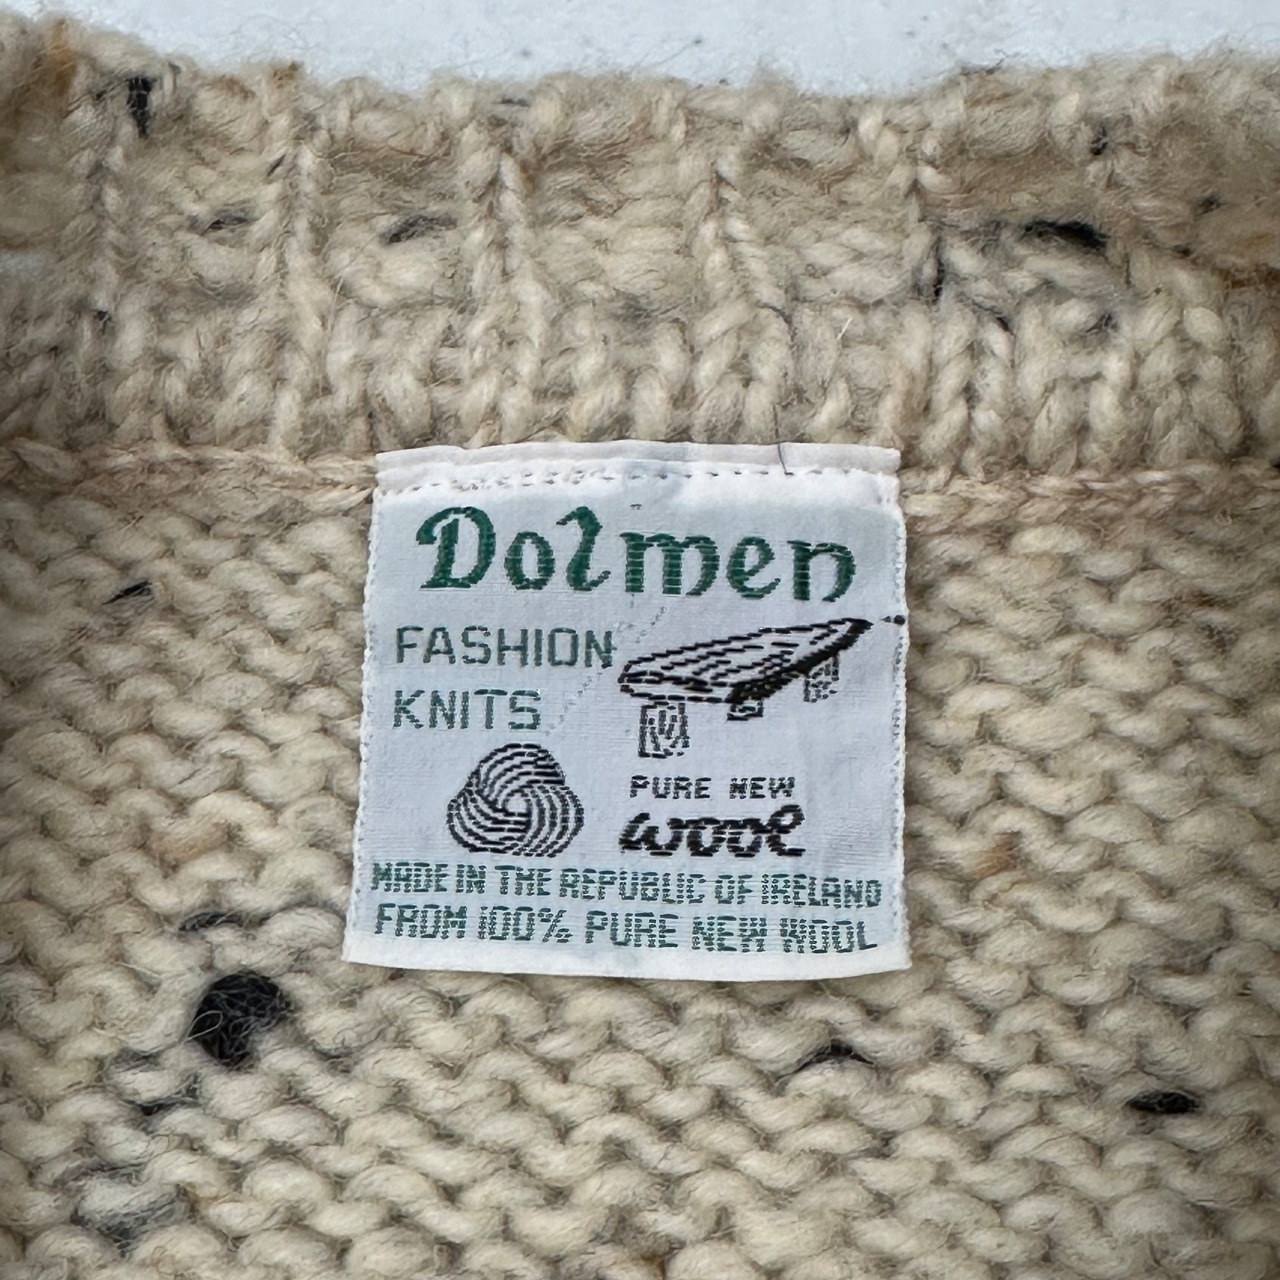 Dolmen
FASHION
KNITS
PURE NEW
wool
MADE IN THE REPUBLIC OF IRELAND
FROM 100% PURE NEW WOOL